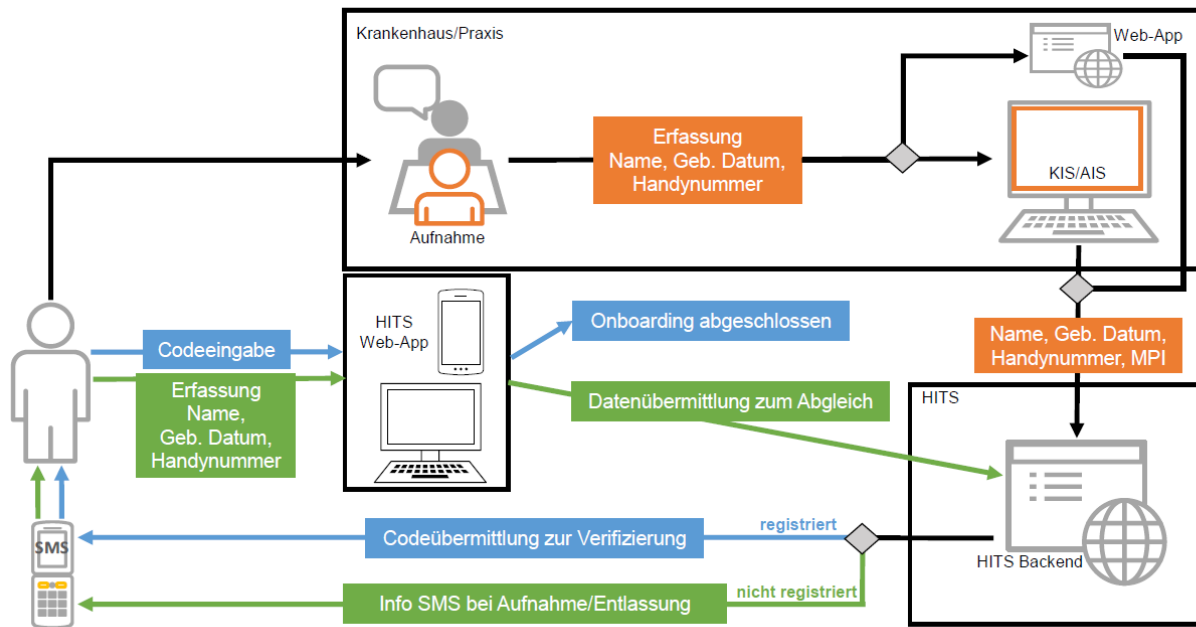 Krankenhaus/Praxis
Web-App
Erfassung
Name, Geb. Datum,
Handynummer
KIS/AIS
Aufnahme
HITS
Web-App
Onboarding abgeschlossen
Codeeingabe
Name, Geb. Datum,
Handynummer, MPI
Erfassung
Name,
Geb. Datum,
Handynummer
Datenübermittlung zum Abgleich
HITS
SMS
Codeübermittlung zur Verifizierung
registriert
HITS Backend
Info SMS bei Aufnahme/Entlassung
nicht registriert